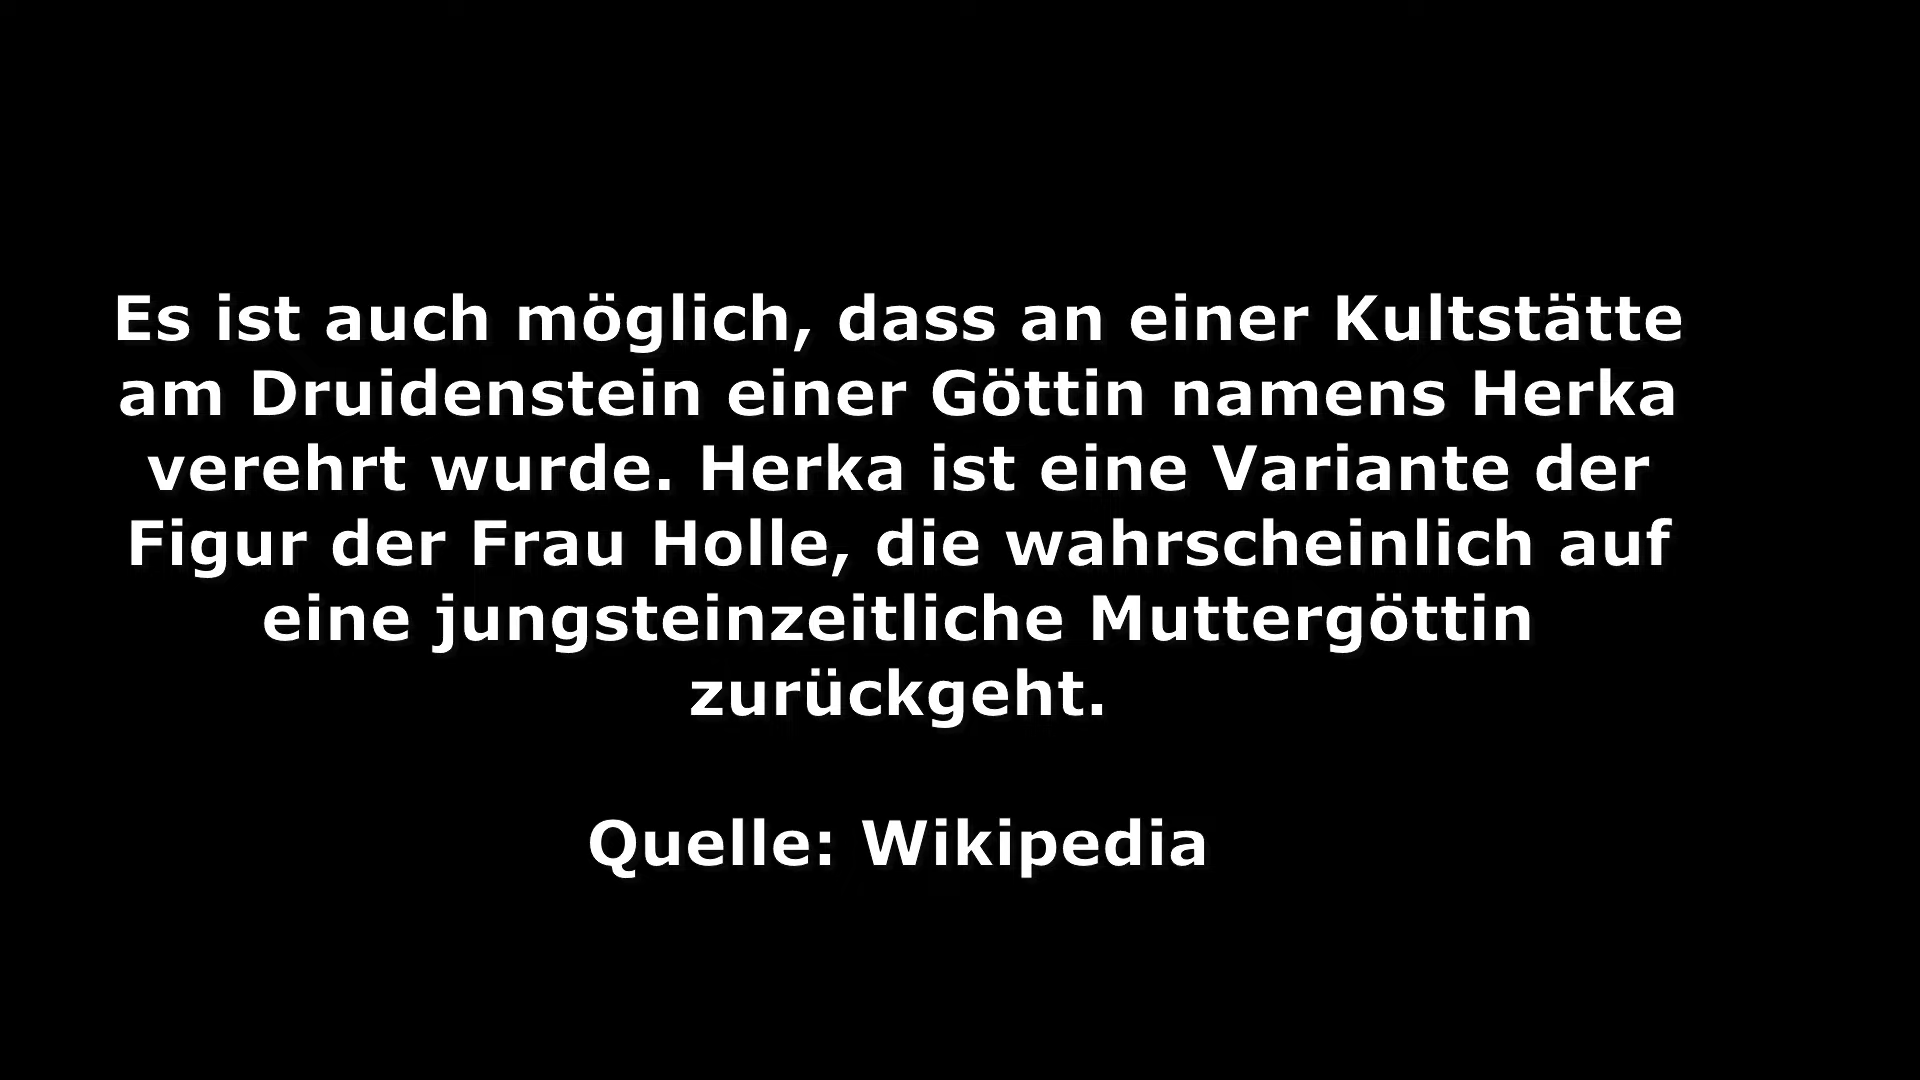 Es ist auch möglich, dass an einer Kultstätte
am Druidenstein einer Göttin namens Herka
verehrt wurde. Herka ist eine Variante der
Figur der Frau Holle, die wahrscheinlich auf
eine jungsteinzeitliche Muttergöttin
zurückgeht.
Quelle: Wikipedia